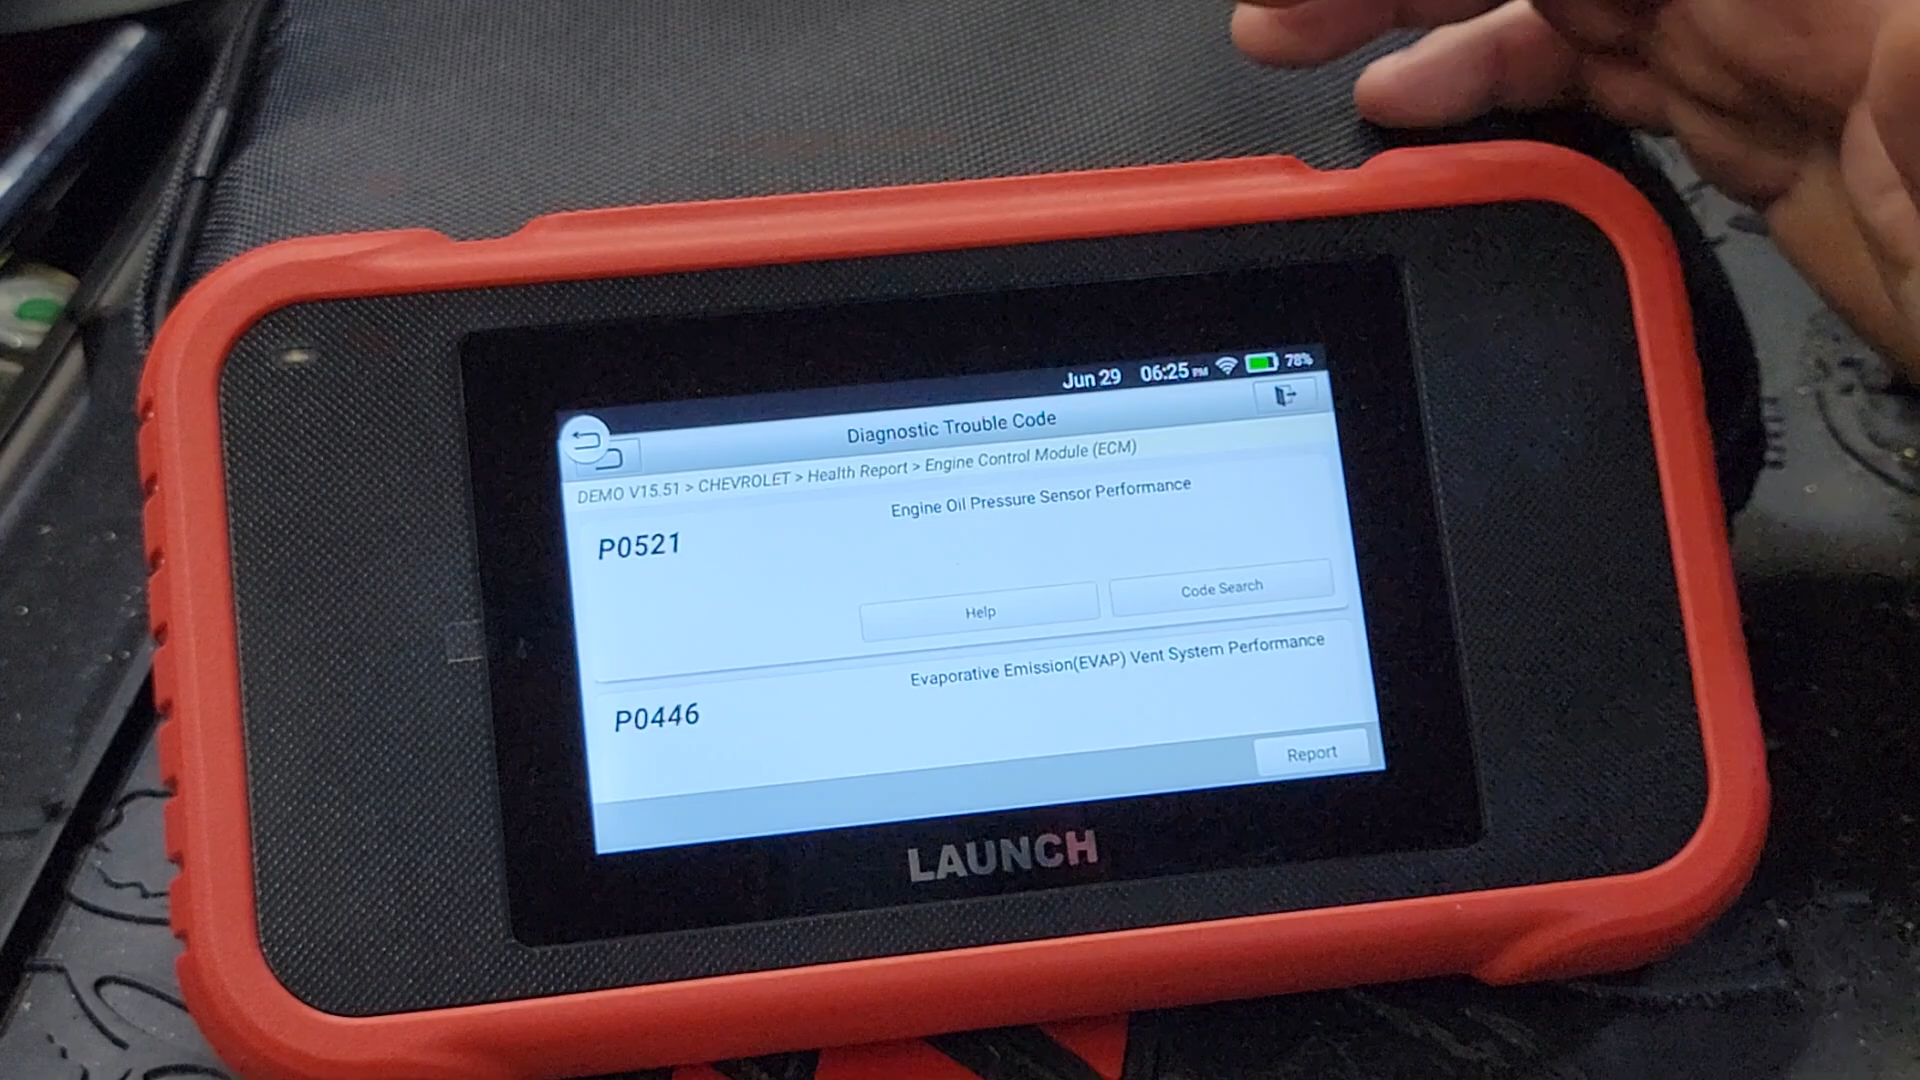 Jun 29 06:25 PM 78%
Diagnostic Trouble Code
DEMO V15.51 > CHEVROLET > Health Report > Engine Control Module (ECM)
Engine Oil Pressure Sensor Performance
P0521
Help
Code Search
Evaporative Emission(EVAP) Vent System Performance
P0446
Report
LAUNCH